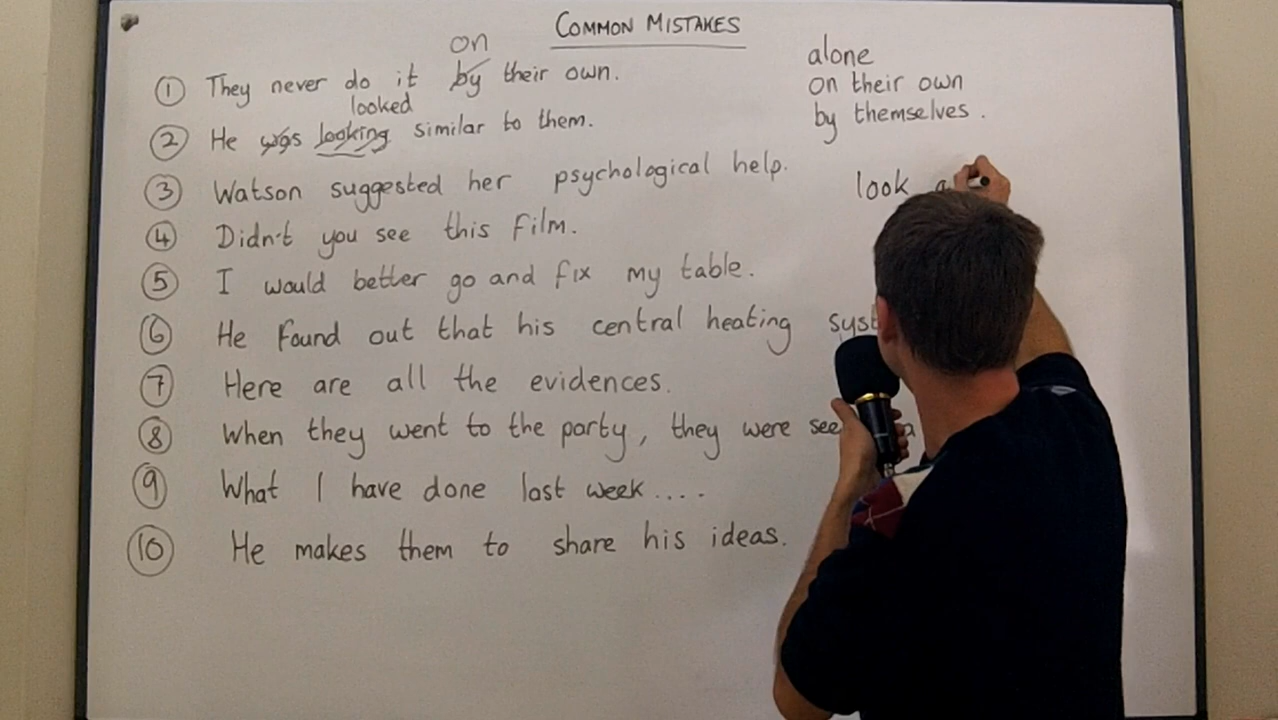 COMMON MISTAKES
on
① They never do it by their own.
looked
② He was looking similar to them.
③ Watson suggested her psychological help.
④ Didn't you see this film.
⑤ I would better go and fix my table.
⑥ He found out that his central heating
⑦ Here are all the evidences.
⑧ When they went to the party, they were
⑨ What I have done last week....
⑩ He makes them to share his ideas.
alone
on their own
by themselves.
look